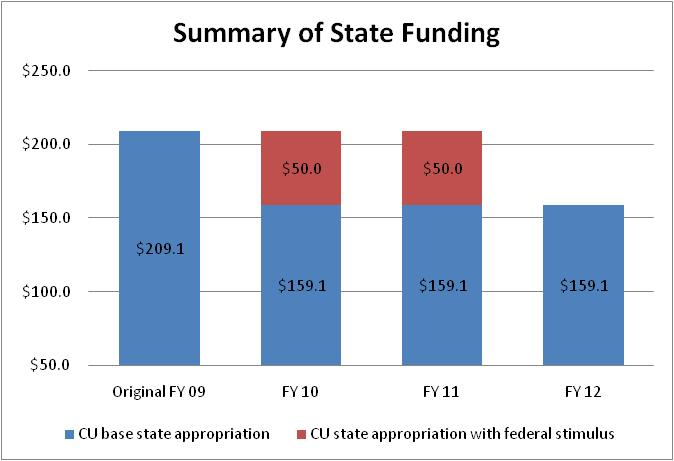 Summary of State Funding
$250.0
$200.0
$150.0
$100.0
$50.0
$50.0 $50.0
$209.1 $159.1 $159.1 $159.1
Original FY 09 FY 10 FY 11 FY 12
CU base state appropriation CU state appropriation with federal stimulus